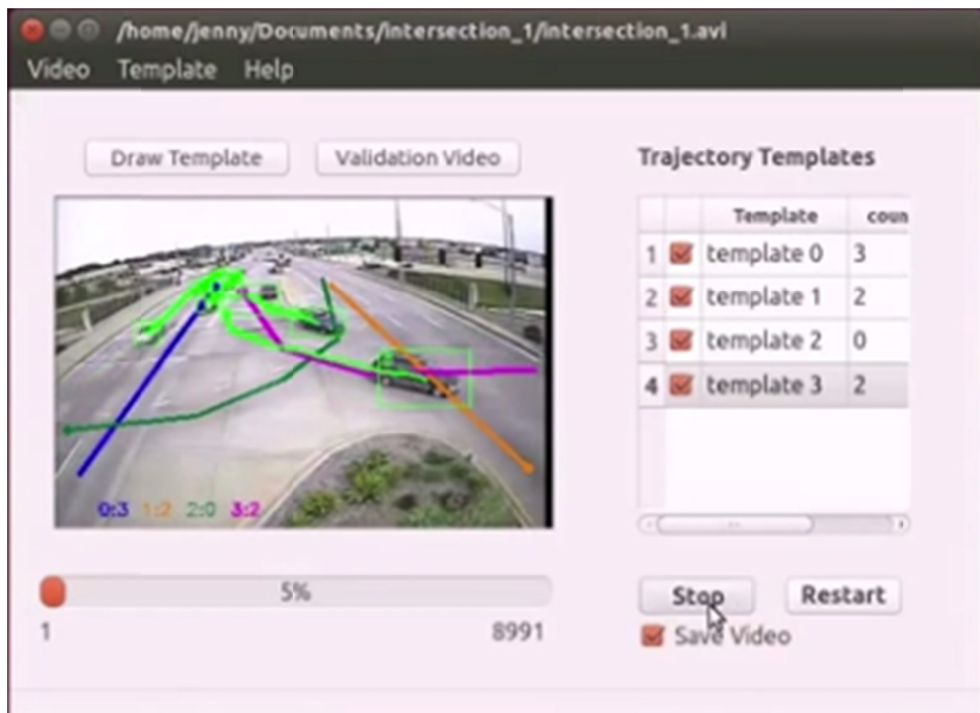 /home/jenny/Documents/intersection_1/intersection_1.avi
Video Template Help
Draw Template Validation Video
Trajectory Templates
Template coun
1 template 0 3
2 template 1 2
3 template 2 0
4 template 3 2
0:3 1:2 2:0 3:2
5%
1 8991
Stop Restart
Save Video